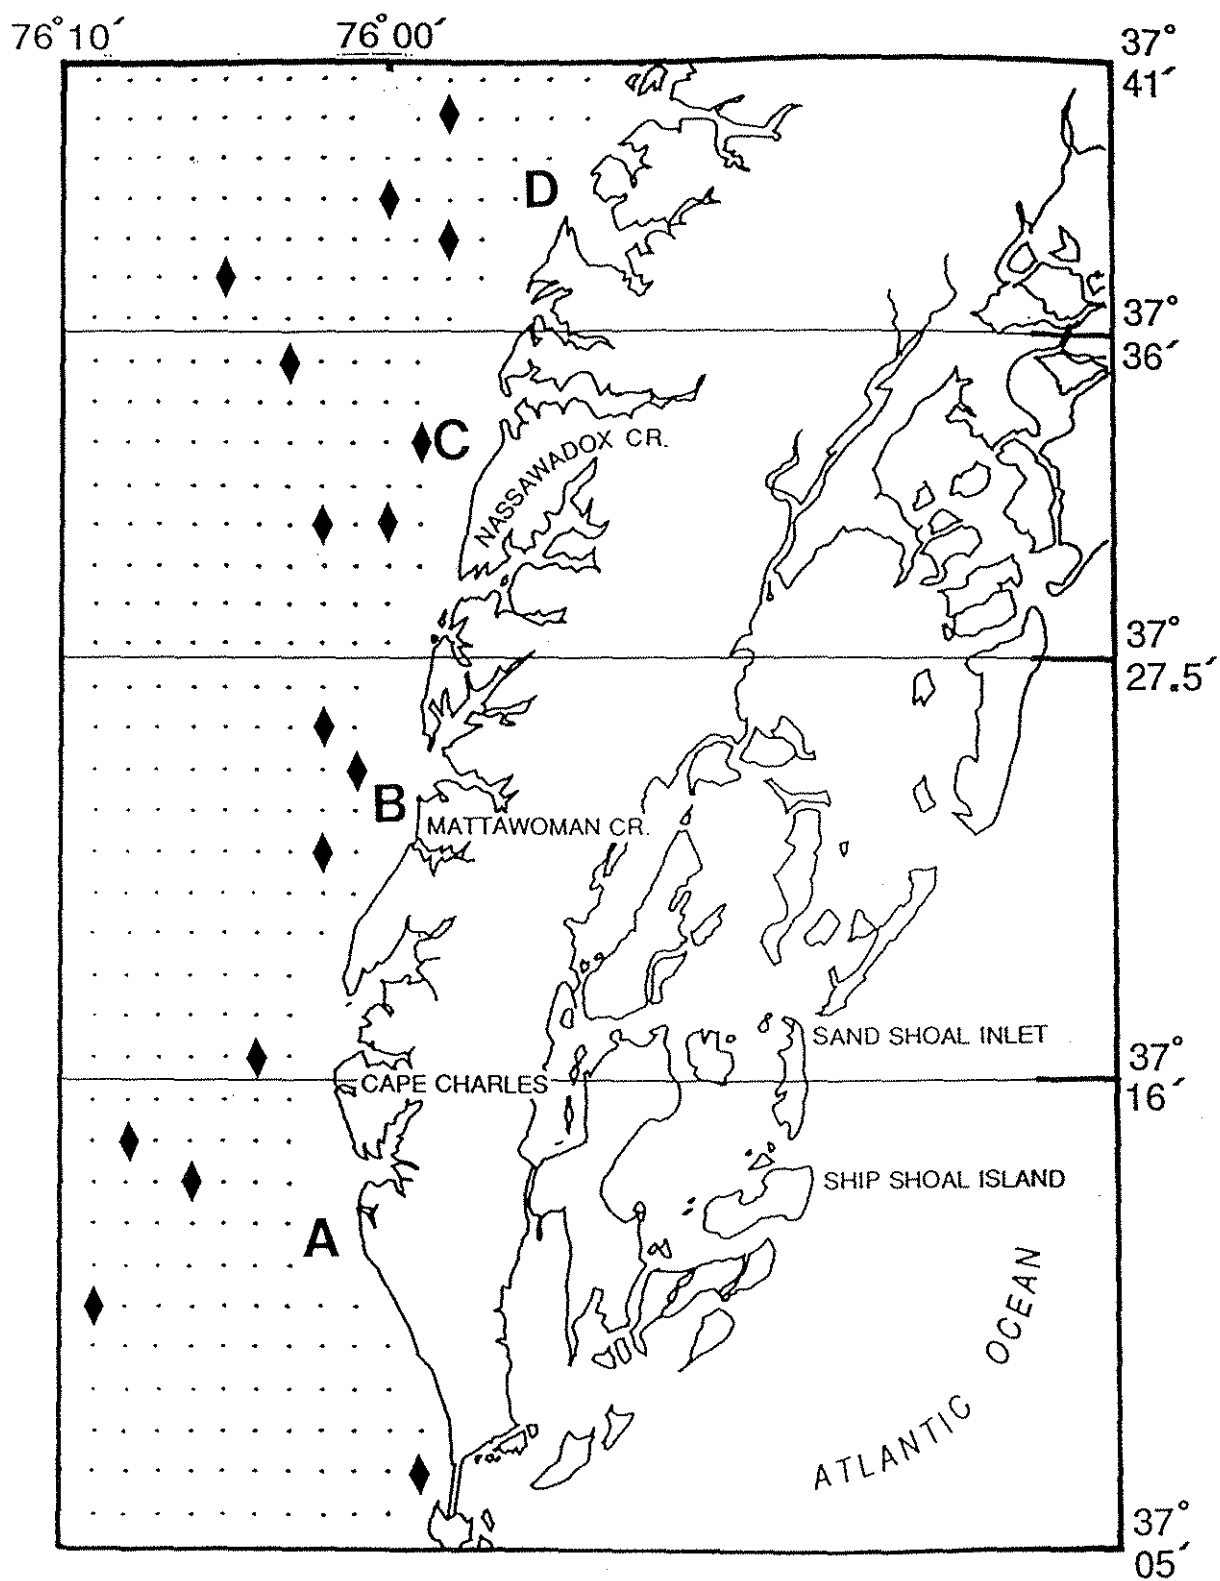 76°10´
76°00´
37°
41´
D
37°
36´
C
NASSAWADOX CR.
37°
27.5´
B
MATTAWOMAN CR.
SAND SHOAL INLET
37°
16´
CAPE CHARLES
SHIP SHOAL ISLAND
A
ATLANTIC OCEAN
37°
05´